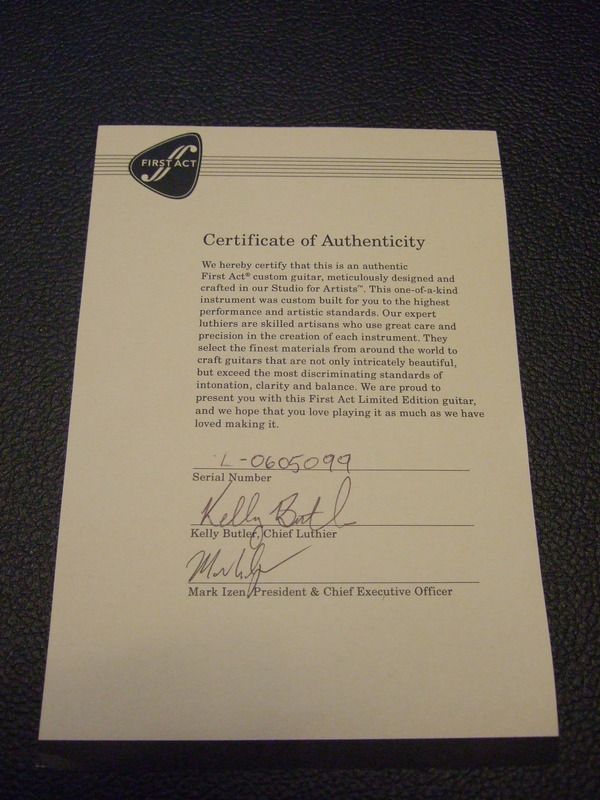 FIRST ACT
Certificate of Authenticity
We hereby certify that this is an authentic
First Act® custom guitar, meticulously designed and
crafted in our Studio for Artists™. This one-of-a-kind
instrument was custom built for you to the highest
performance and artistic standards. Our expert
luthiers are skilled artisans who use great care and
precision in the creation of each instrument. They
select the finest materials from around the world to
craft guitars that are not only intricately beautiful,
but exceed the most discriminating standards of
intonation, clarity and balance. We are proud to
present you with this First Act Limited Edition guitar,
and we hope that you love playing it as much as we have
loved making it.
L-0605099
Serial Number
Kelly Butler
Kelly Butler, Chief Luthier
Mark Izen, President & Chief Executive Officer